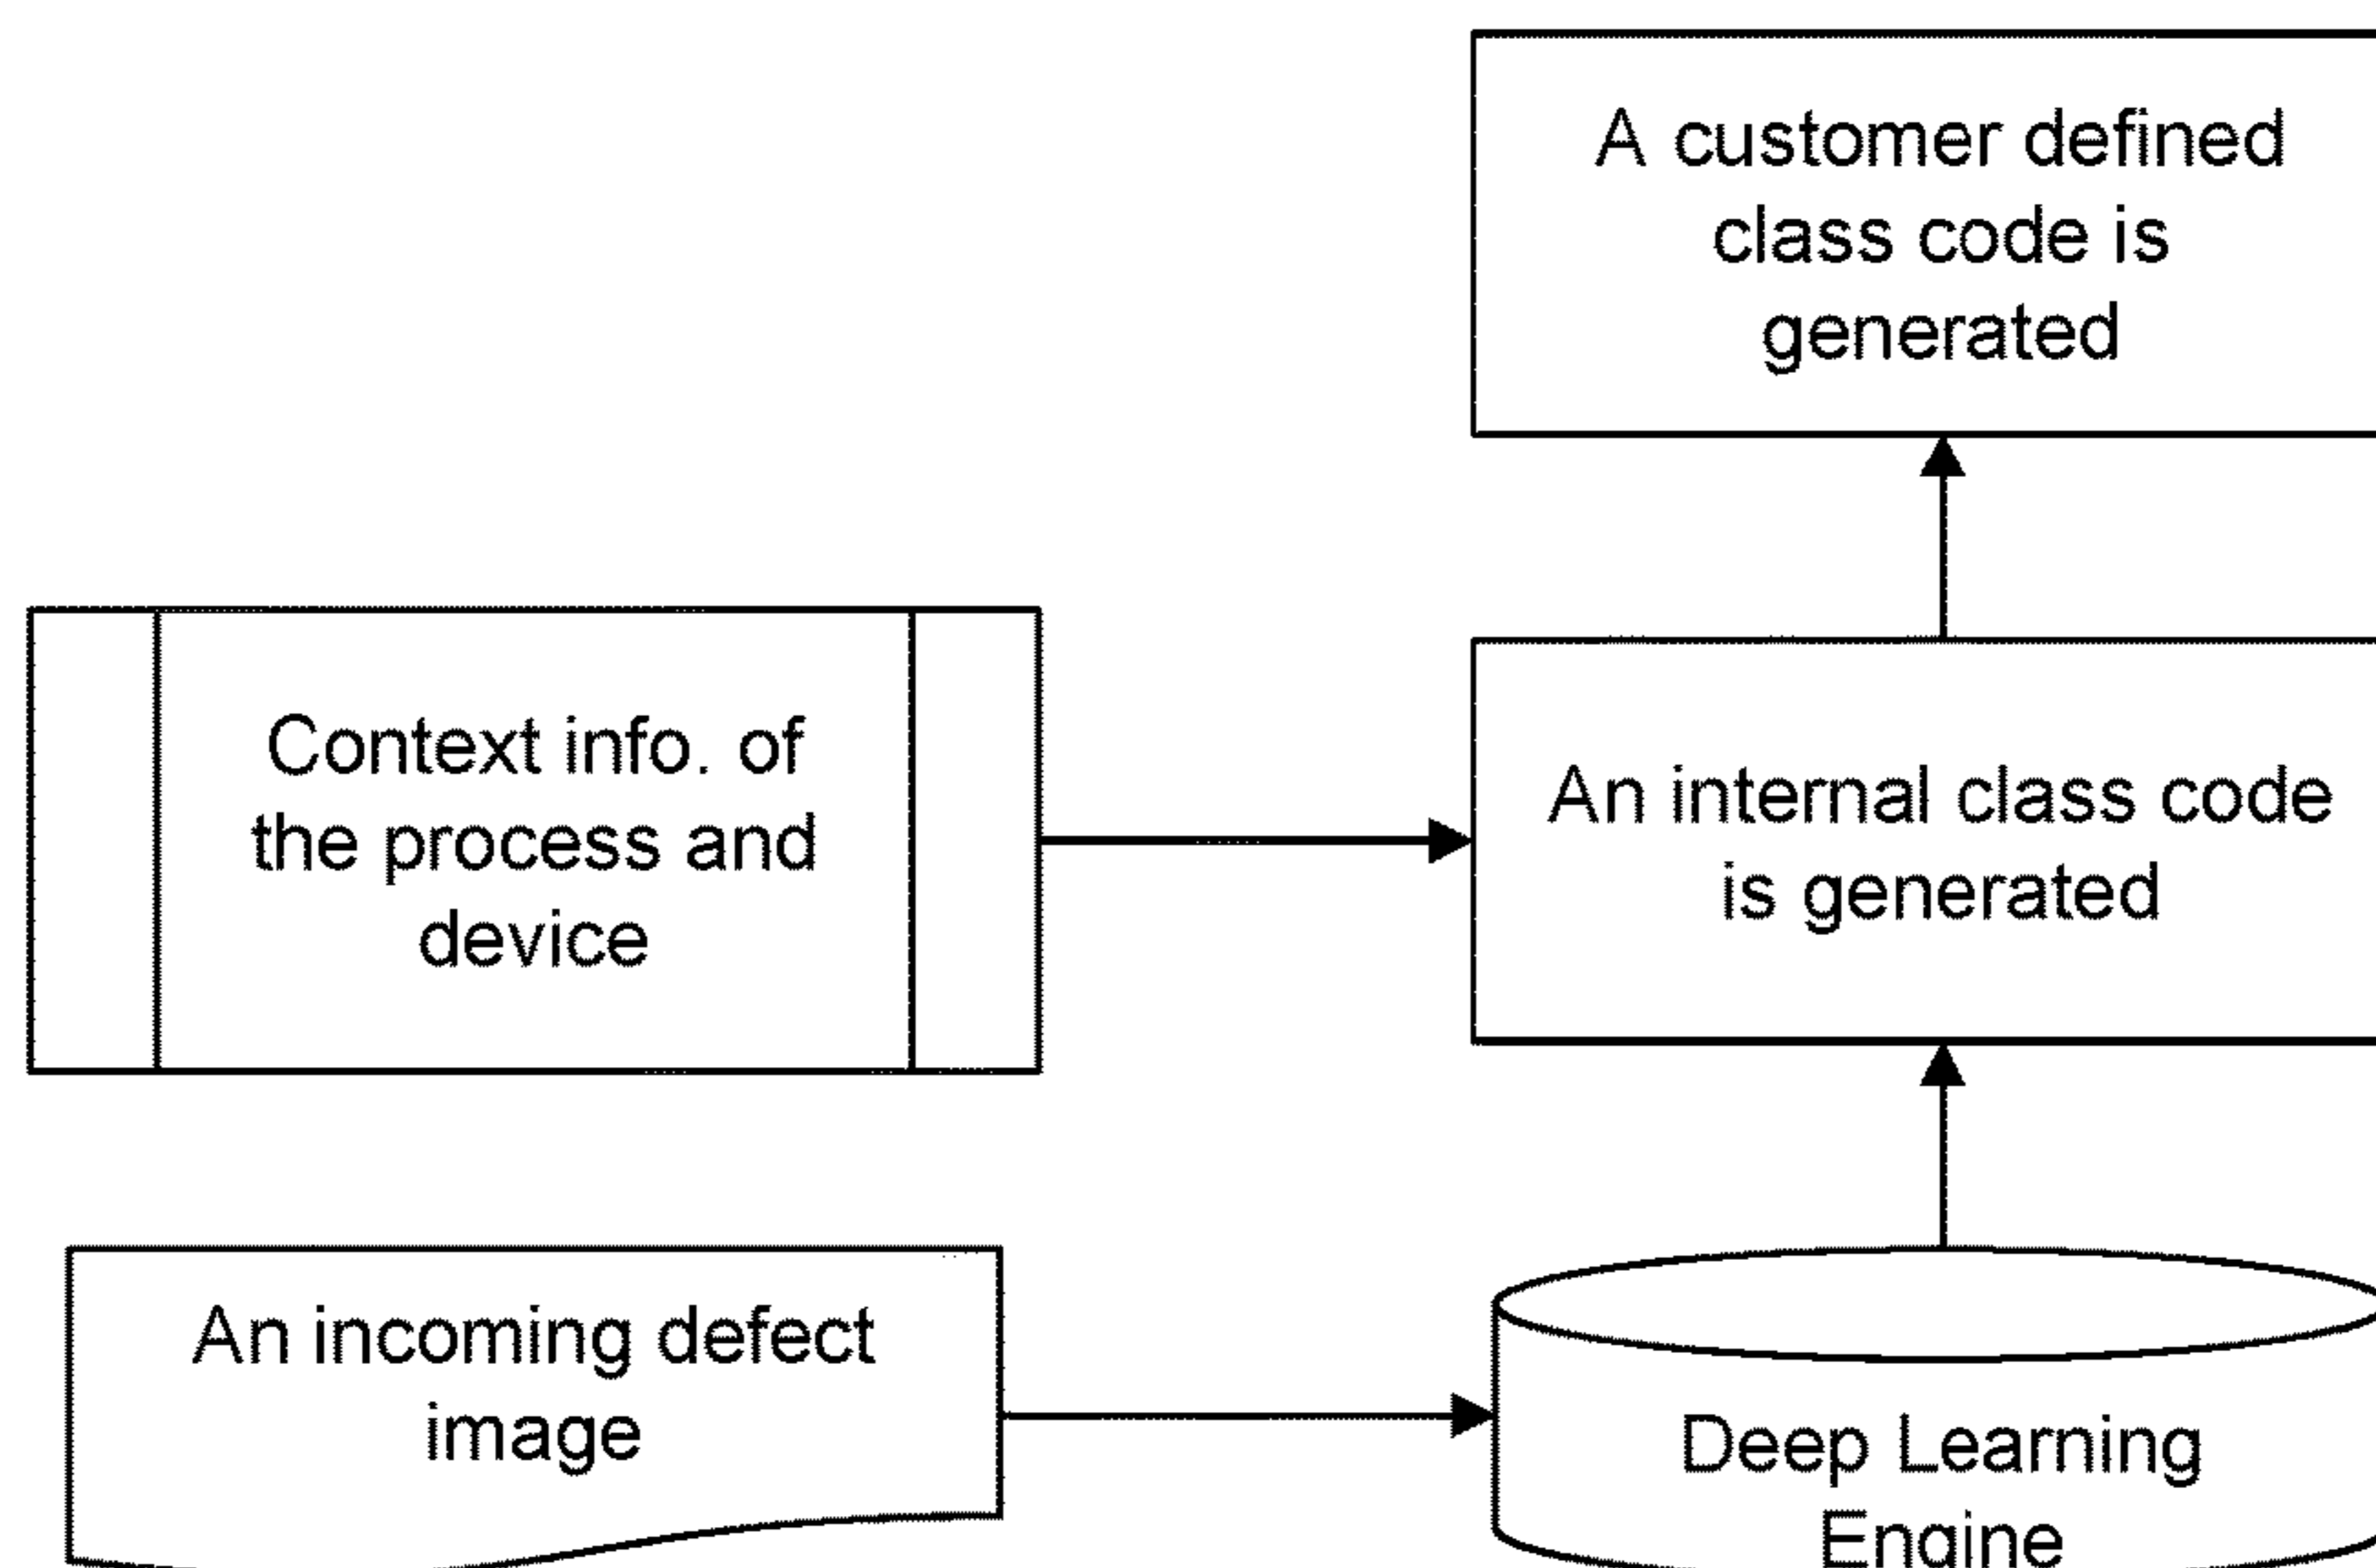 A customer defined
class code is
generated
Context info. of
the process and
device
An internal class code
is generated
An incoming defect
image
Deep Learning
Engine